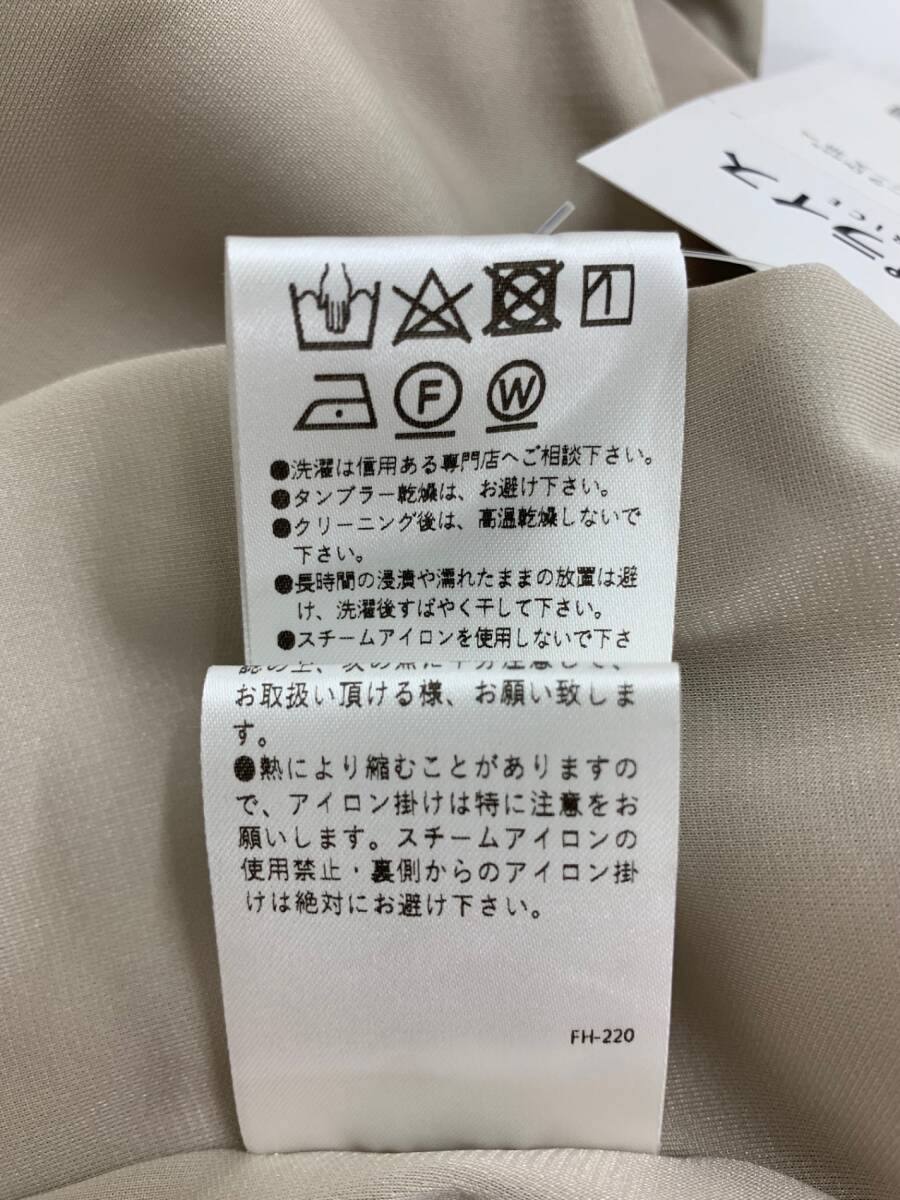 F W
●洗濯は信用ある専門店へご相談下さい。
●タンブラー乾燥は、お避け下さい。
●クリーニング後は、高温乾燥しないで
下さい。
●長時間の浸漬や濡れたままの放置は避
け、洗濯後すばやく干して下さい。
●スチームアイロンを使用しないで下さ
お取扱い頂ける様、お願い致しま
す。
●熱により縮むことがありますの
で、アイロン掛けは特に注意をお
願いします。スチームアイロンの
使用禁止・裏側からのアイロン掛
けは絶対にお避け下さい。
FH-220
プライス